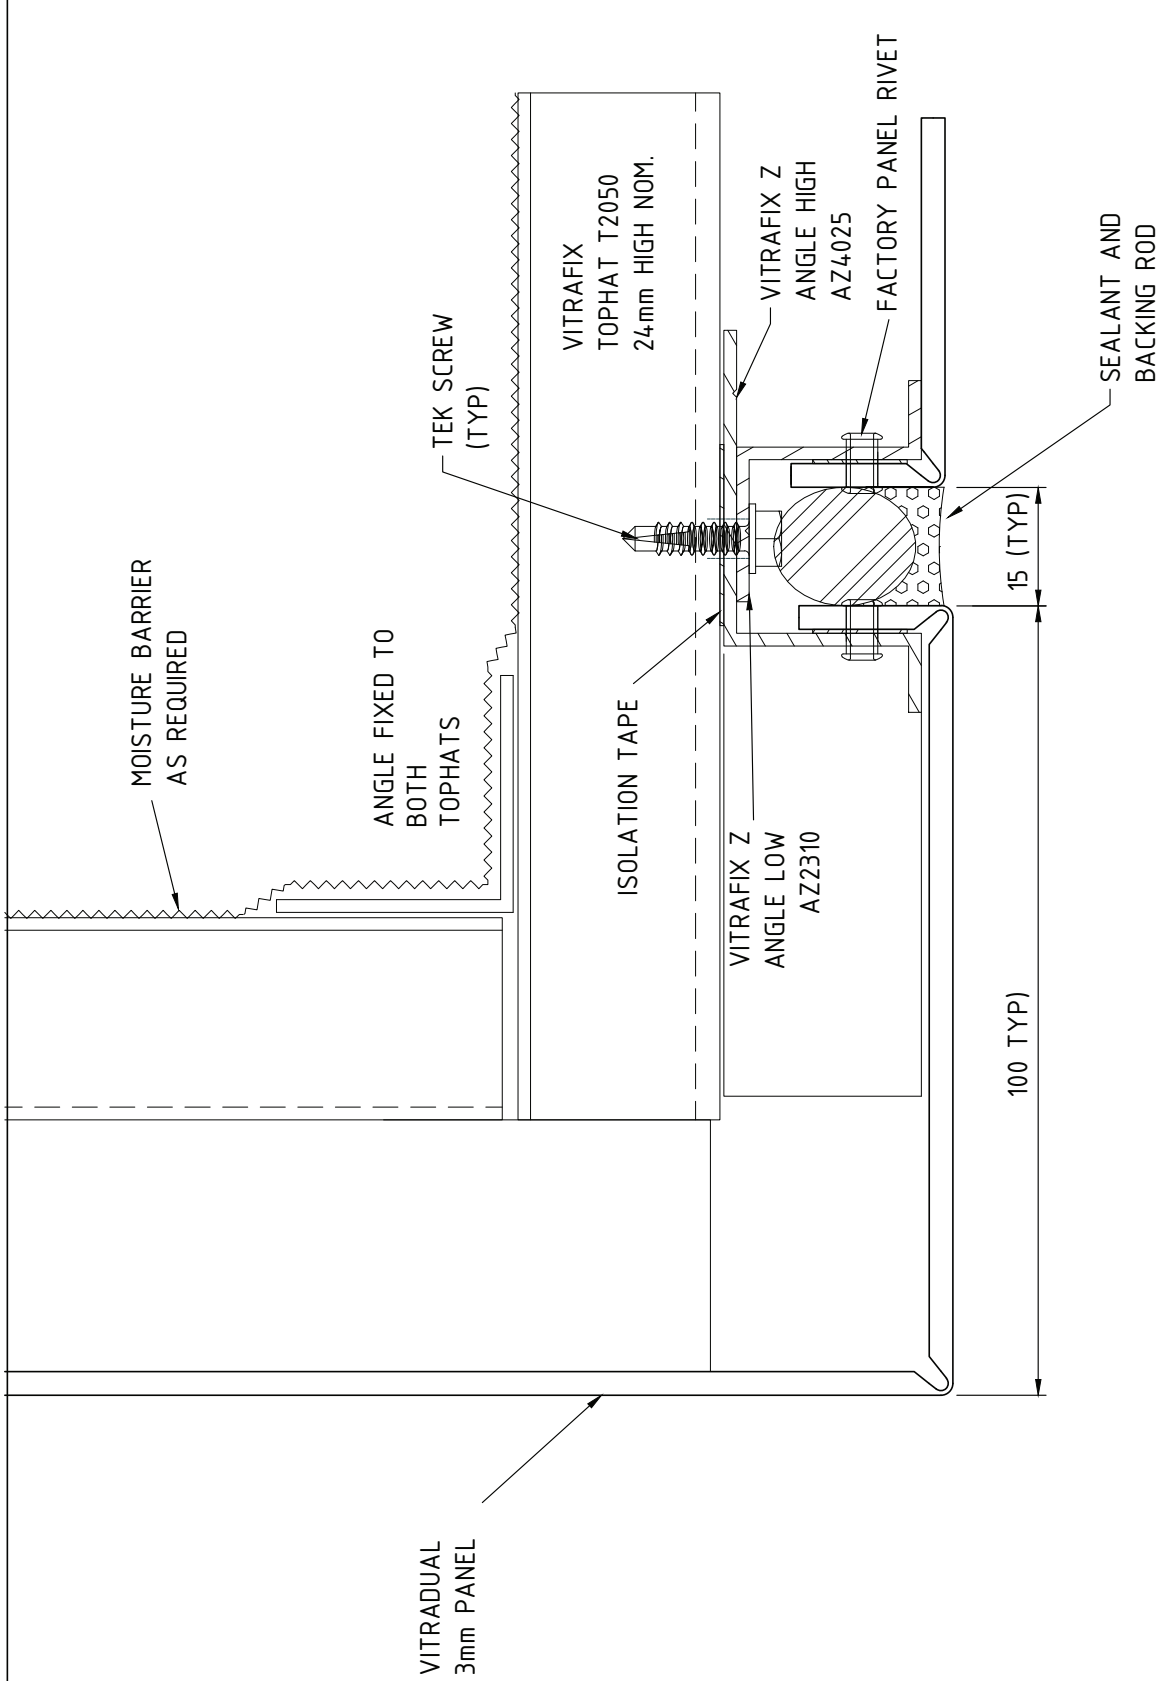 MOISTURE BARRIER
AS REQUIRED
ANGLE FIXED TO
BOTH
TOPHATS
TEK SCREW
(TYP)
VITRAFIX
TOPHAT T2050
24mm HIGH NOM.
VITRADUAL
3mm PANEL
ISOLATION TAPE
VITRAFIX Z
ANGLE LOW
AZ2310
VITRAFIX Z
ANGLE HIGH
AZ4025
FACTORY PANEL RIVET
100 TYP)
15 (TYP)
SEALANT AND
BACKING ROD